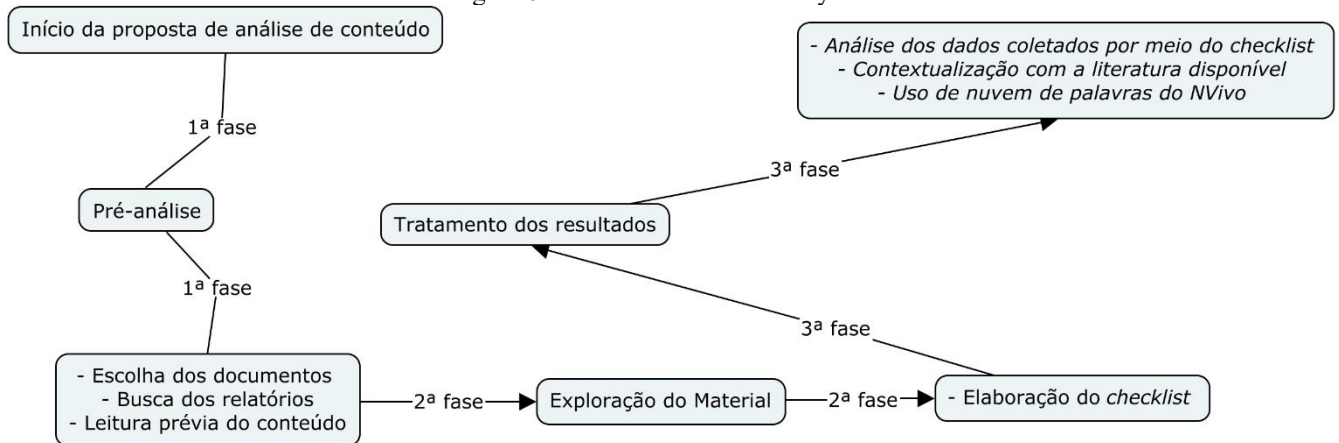 Início da proposta de análise de conteúdo
1ª fase
Pré-análise
1ª fase
- Escolha dos documentos
- Busca dos relatórios
- Leitura prévia do conteúdo
2ª fase
Exploração do Material
2ª fase
- Elaboração do checklist
3ª fase
Tratamento dos resultados
3ª fase
- Análise dos dados coletados por meio do checklist
- Contextualização com a literatura disponível
- Uso de nuvem de palavras do NVivo